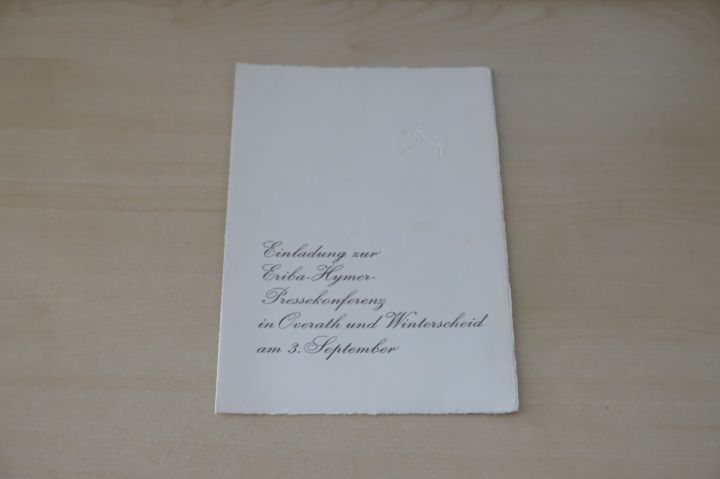 Einladung zur
Eriba-Hymer-
Pressekonferenz
in Overath und Winterscheid
am 3. September